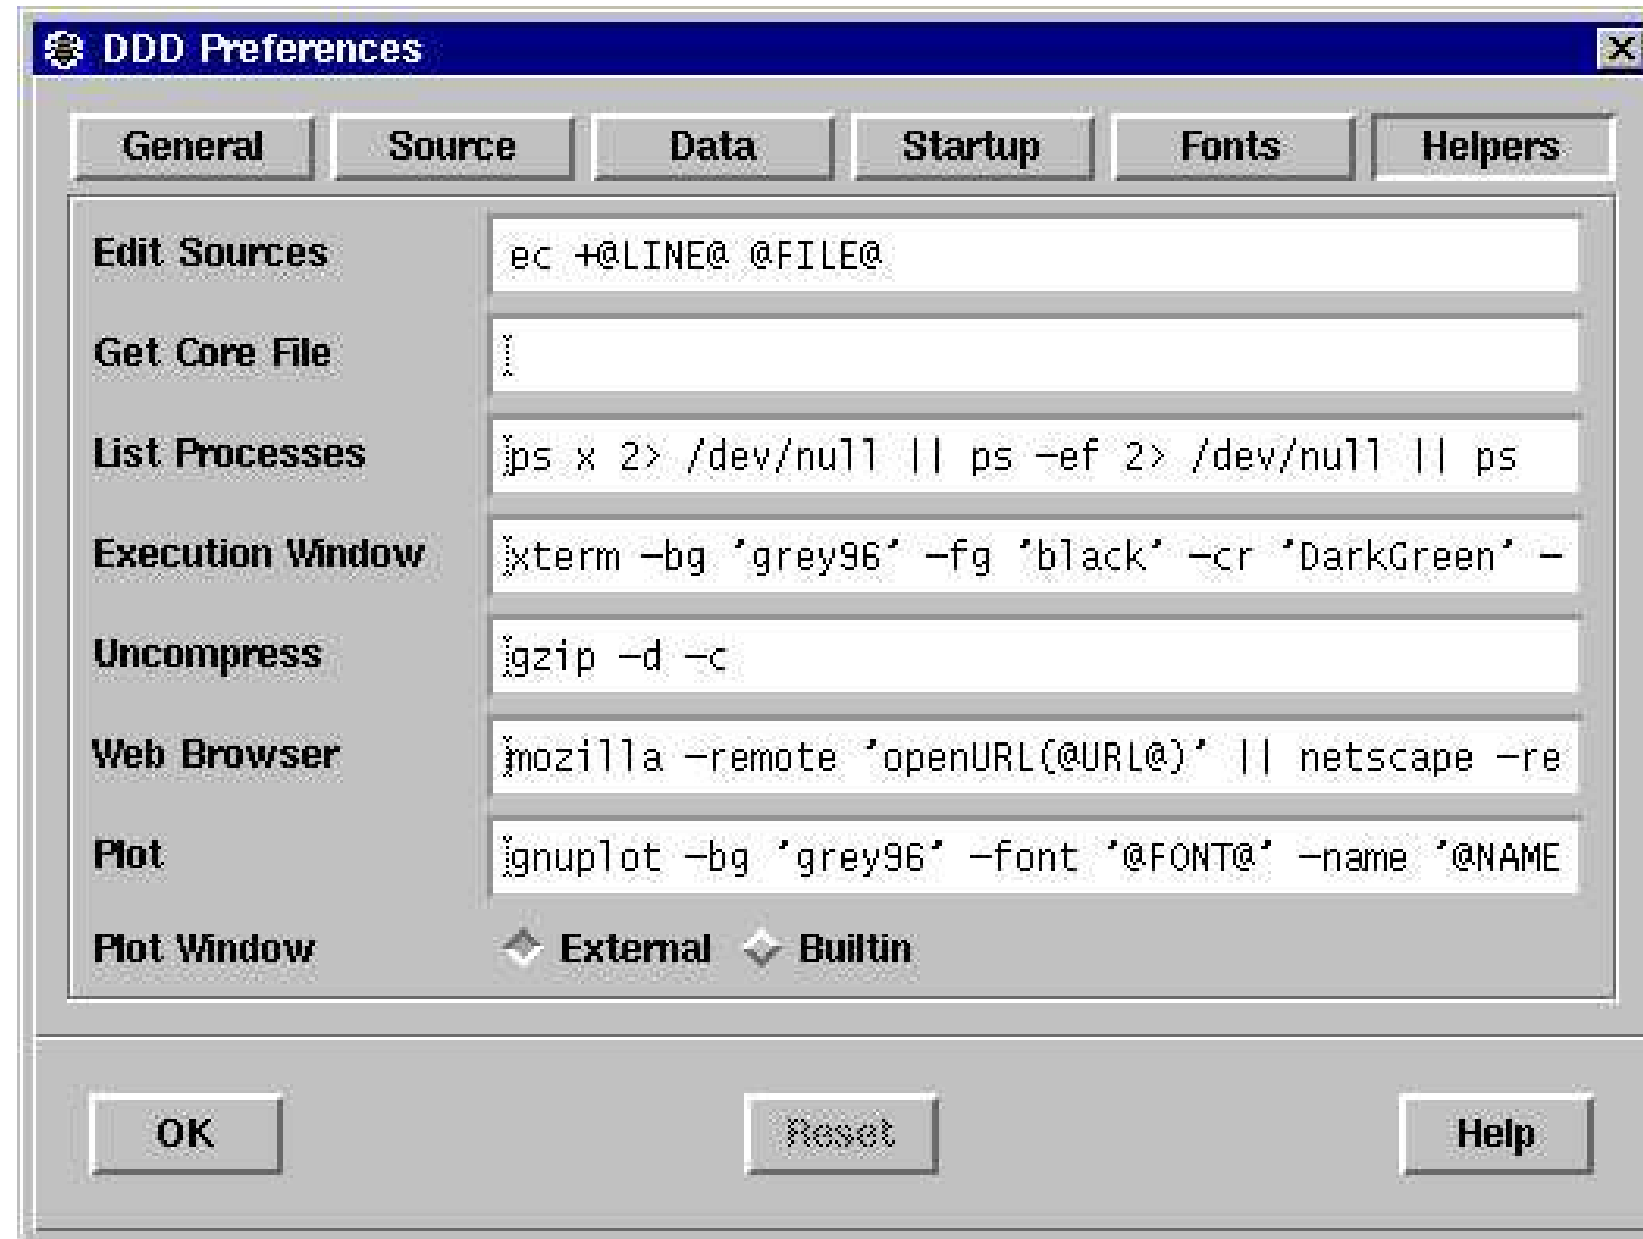 DDD Preferences
General Source Data Startup Fonts Helpers
Edit Sources ec +@LINE@ @FILE@
Get Core File
List Processes ps x 2> /dev/null || ps -ef 2> /dev/null || ps
Execution Window xterm -bg 'grey96' -fg 'black' -cr 'DarkGreen' -
Uncompress gzip -d -c
Web Browser mozilla -remote 'openURL(@URL@)' || netscape -re
Plot gnuplot -bg 'grey96' -font '@FONT@' -name '@NAME
Plot Window External Builtin
OK Reset Help